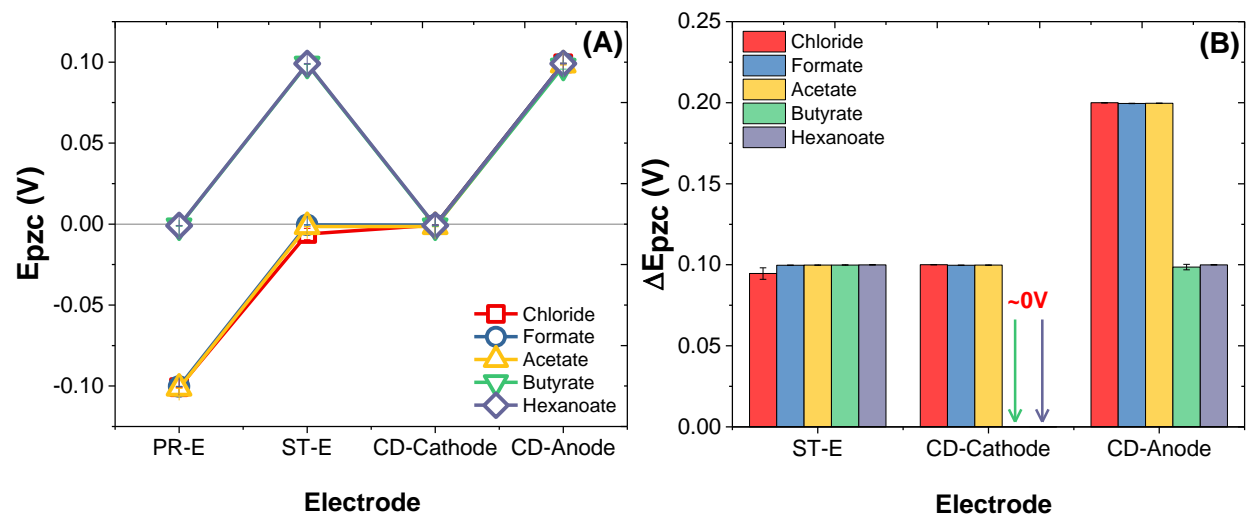 (A)
0.10
0.05
0.00
-0.05
-0.10
Epzc (V)
Chloride
Formate
Acetate
Butyrate
Hexanoate
PR-E ST-E CD-Cathode CD-Anode
Electrode
(B)
0.25
0.20
0.15
0.10
0.05
0.00
ΔEpzc (V)
Chloride
Formate
Acetate
Butyrate
Hexanoate
~0V
ST-E CD-Cathode CD-Anode
Electrode